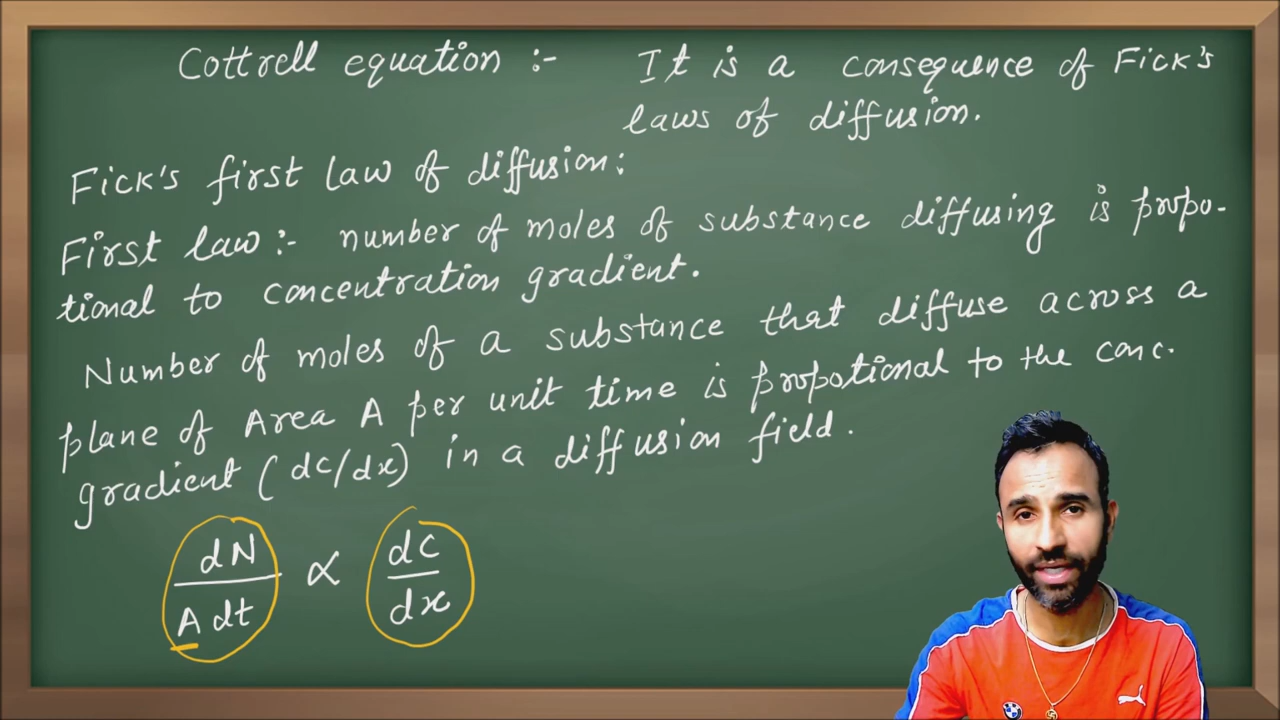 Cottrell equation :- It is a consequence of Fick's
laws of diffusion.
Fick's first law of diffusion:
First law :- number of moles of substance diffusing is propo-
tional to concentration gradient.
Number of moles of a substance that diffuse across a
plane of Area A per unit time is propotional to the conc.
gradient (dc/dx) in a diffusion field.
dN/A dt ∝ dC/dx